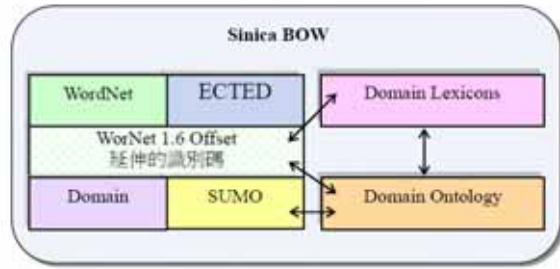 Sinica BOW
WordNet
ECTED
Domain Lexicons
WorNet 1.6 Offset
延伸的識別碼
Domain
SUMO
Domain Ontology